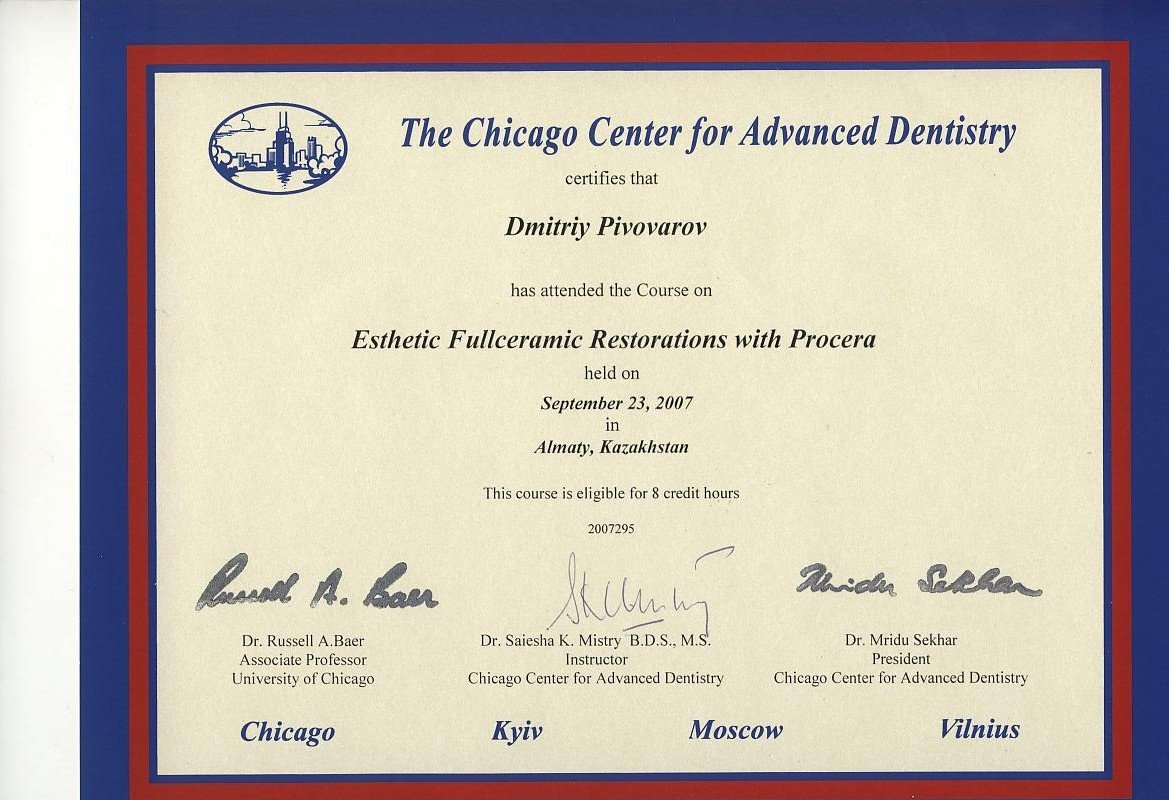 The Chicago Center for Advanced Dentistry
certifies that
Dmitriy Pivovarov
has attended the Course on
Esthetic Fullceramic Restorations with Procera
held on
September 23, 2007
in
Almaty, Kazakhstan
This course is eligible for 8 credit hours
2007295
Russell A. Baer
Mridu Sekhar
Dr. Russell A.Baer
Associate Professor
University of Chicago
Dr. Saiesha K. Mistry B.D.S., M.S.
Instructor
Chicago Center for Advanced Dentistry
Dr. Mridu Sekhar
President
Chicago Center for Advanced Dentistry
Chicago Kyiv Moscow Vilnius